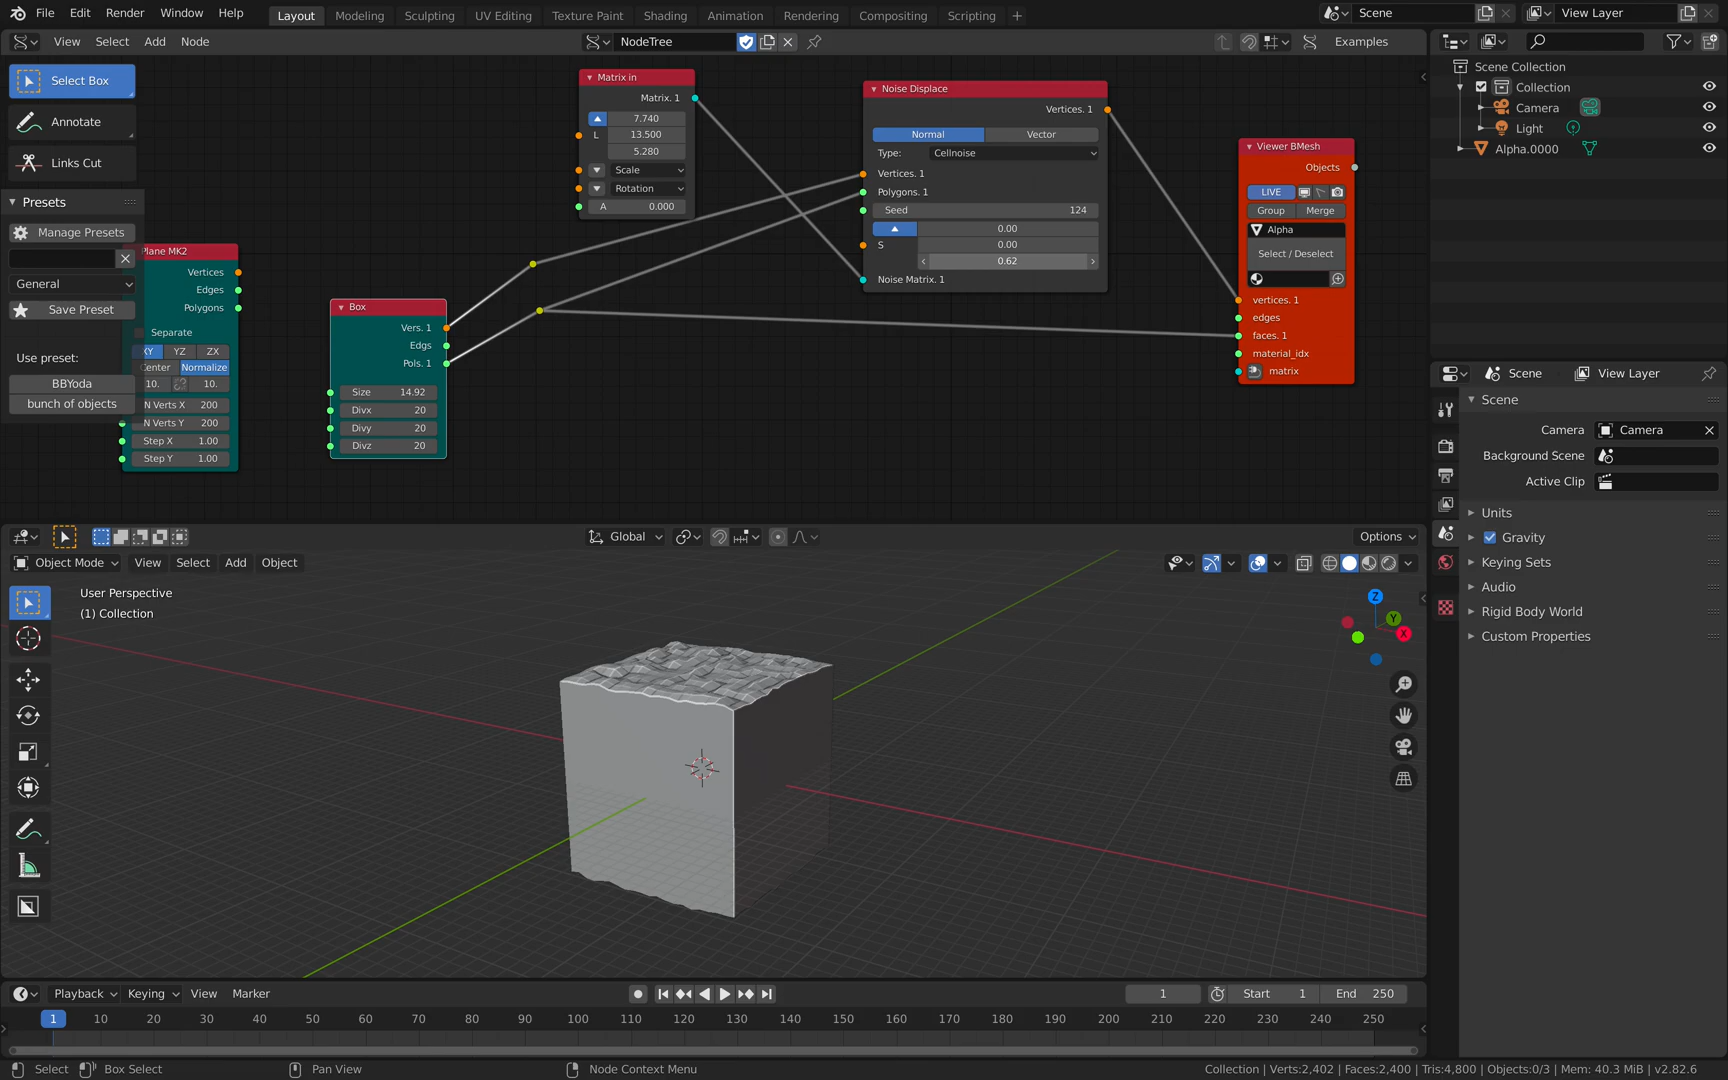 File Edit Render Window Help Layout Modeling Sculpting UV Editing Texture Paint Shading Animation Rendering Compositing Scripting + Scene View Layer
View Select Add Node NodeTree Examples
Select Box
Annotate
Links Cut
Presets
Manage Presets
General
Save Preset
Use preset:
BBYoda
bunch of objects
Plane MK2
Vertices
Edges
Polygons
Separate
XY YZ ZX
Center Normalize
10. 10.
N Verts X 200
N Verts Y 200
Step X 1.00
Step Y 1.00
Box
Vers. 1
Edgs
Pols. 1
Size 14.92
Divx 20
Divy 20
Divz 20
Matrix in
Matrix. 1
7.740
L 13.500
5.280
Scale
Rotation
A 0.000
Noise Displace
Vertices. 1
Normal Vector
Type: Cellnoise
Vertices. 1
Polygons. 1
Seed 124
0.00
S 0.00
0.62
Noise Matrix. 1
Viewer BMesh
Objects
LIVE
Group Merge
Alpha
Select / Deselect
vertices. 1
edges
faces. 1
material_idx
matrix
Scene Collection
Collection
Camera
Light
Alpha.0000
Scene View Layer
Scene
Camera Camera
Background Scene
Active Clip
Units
Gravity
Keying Sets
Audio
Rigid Body World
Custom Properties
Global Options
Object Mode View Select Add Object
User Perspective
(1) Collection
Z
Y
X
Playback Keying View Marker 1 Start 1 End 250
1 10 20 30 40 50 60 70 80 90 100 110 120 130 140 150 160 170 180 190 200 210 220 230 240 250
Select Box Select Pan View Node Context Menu Collection | Verts:2,402 | Faces:2,400 | Tris:4,800 | Objects:0/3 | Mem: 40.3 MiB | v2.82.6